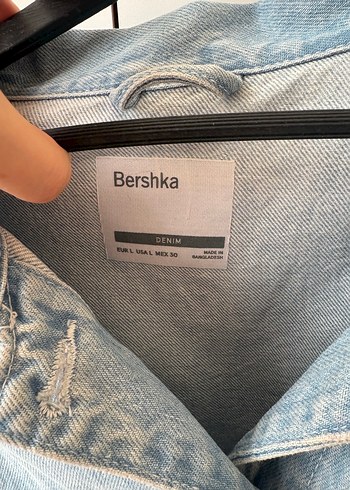 Bershka
DENIM
EUR L USA L MEX 30
MADE IN
BANGLADESH